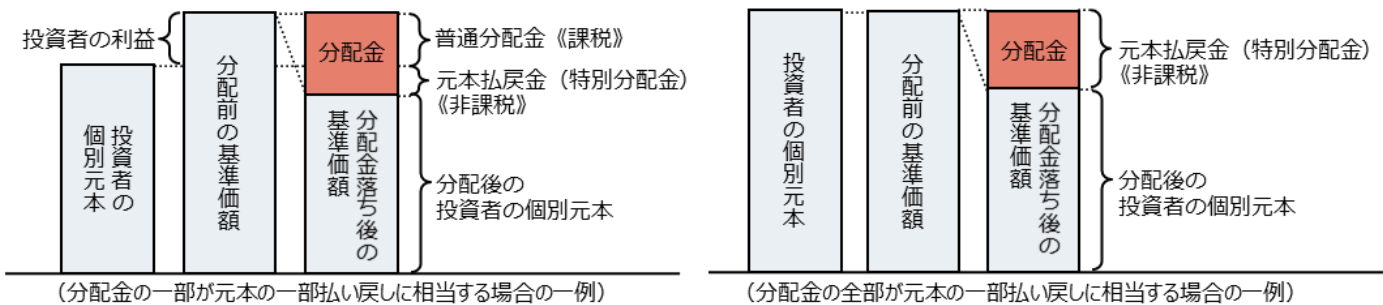 投資者の利益
投資者の
個別元本
分配前の基準価額
分配金
分配金落ち後の
基準価額
普通分配金《課税》
元本払戻金（特別分配金）
《非課税》
分配後の
投資者の個別元本
（分配金の一部が元本の一部払い戻しに相当する場合の一例）
投資者の個別元本
分配前の基準価額
分配金
分配金落ち後の
基準価額
元本払戻金（特別分配金）
《非課税》
分配後の
投資者の個別元本
（分配金の全部が元本の一部払い戻しに相当する場合の一例）